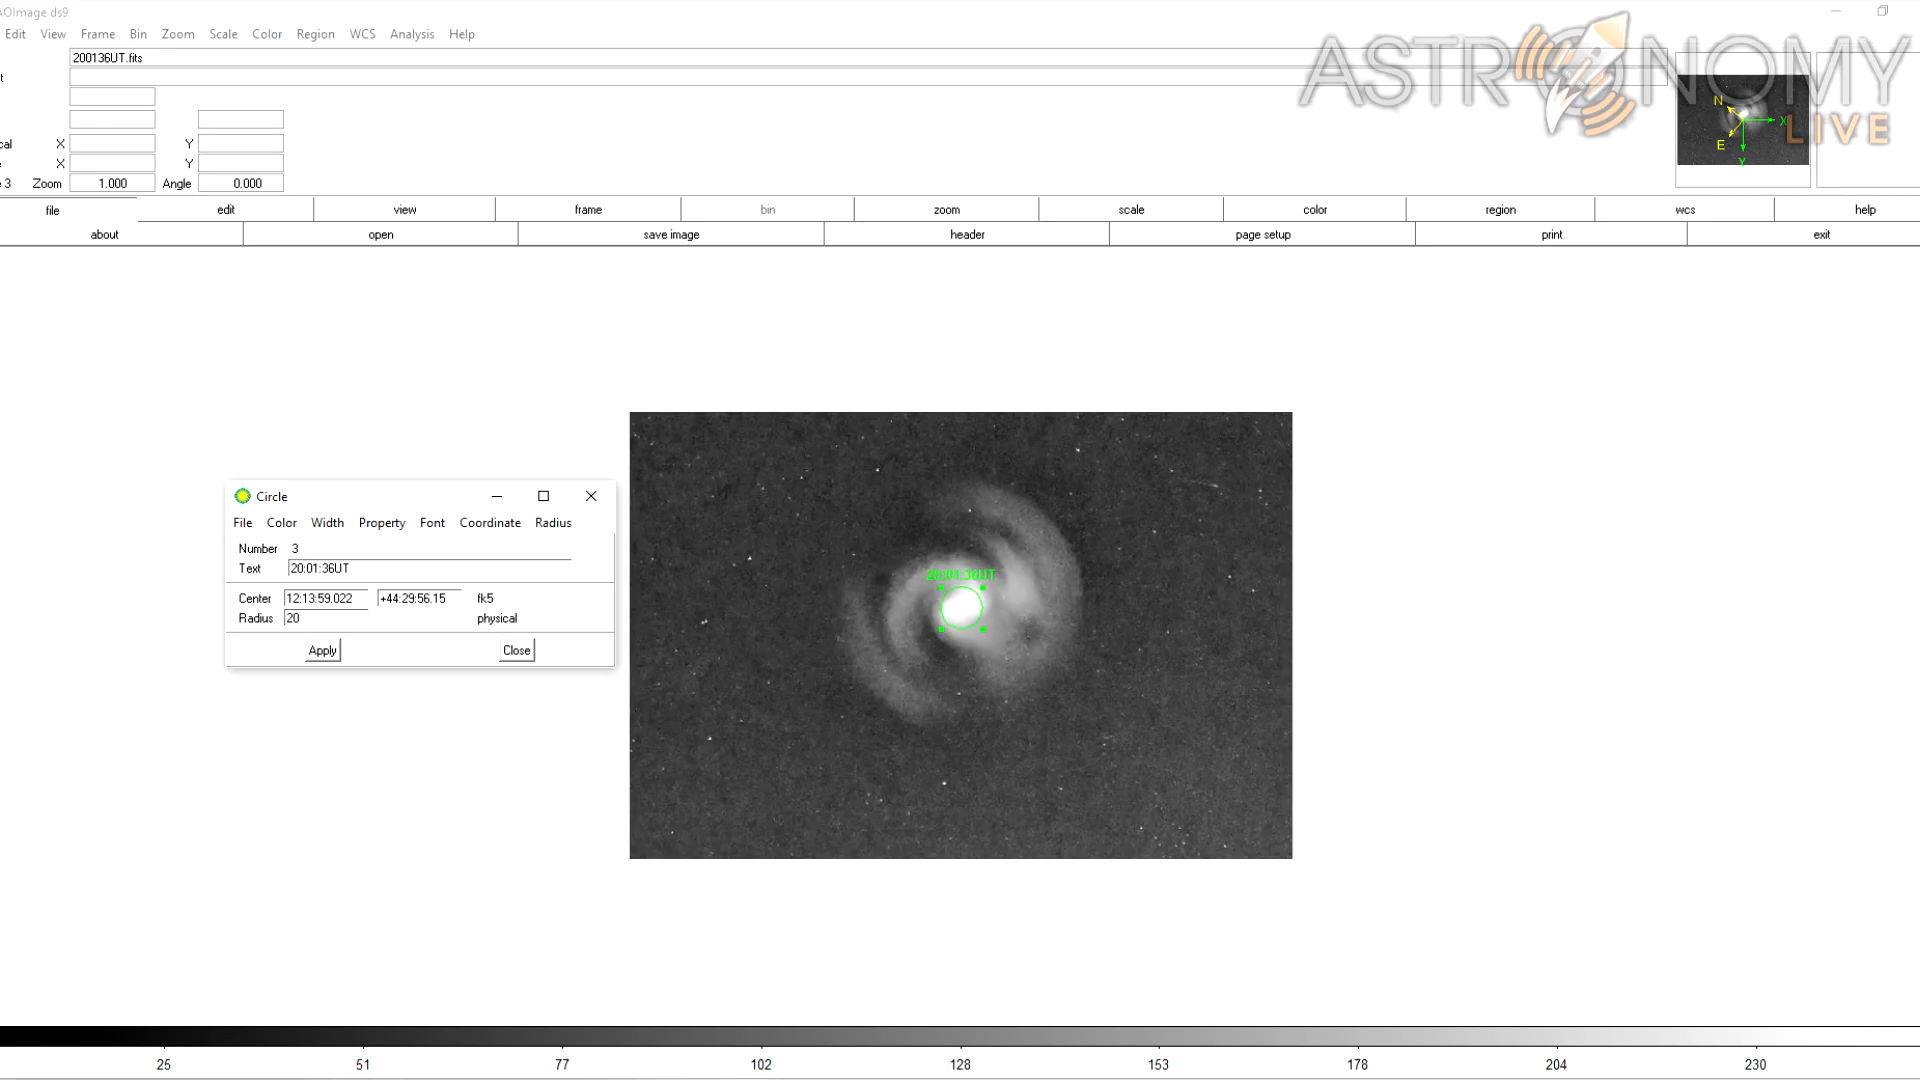 AOImage ds9
Edit View Frame Bin Zoom Scale Color Region WCS Analysis Help
200136UT.fits
ASTRONOMY
LIVE
N
E
X
Y
X Y
X Y
3 Zoom 1.000 Angle 0.000
file edit view frame bin zoom scale color region wcs help
about open save image header page setup print exit
Circle
File Color Width Property Font Coordinate Radius
Number 3
Text 20:01:36UT
Center 12:13:59.022 +44:29:56.15 fk5
Radius 20 physical
Apply Close
20:01:36UT
25 51 77 102 128 153 178 204 230